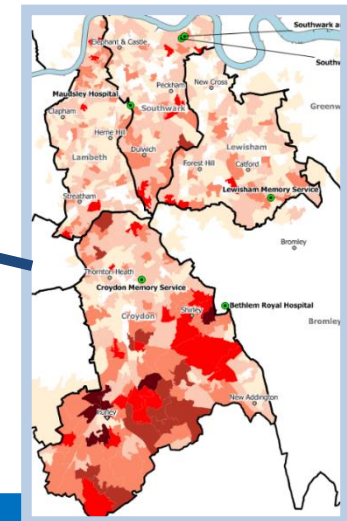 Southwark a
Elephant & Castle
South
Peckham
New Cross
Maudsley Hospital
Southwark
Greenw
Clapham
Herne Hill
Dulwich
Lewisham
Lambeth
Forest Hill
Catford
Streatham
Lewisham Memory Service
Bromley
Thornton Heath
Croydon Memory Service
Bethlem Royal Hospital
Croydon
Shirley
Bromley
New Addington
Purley